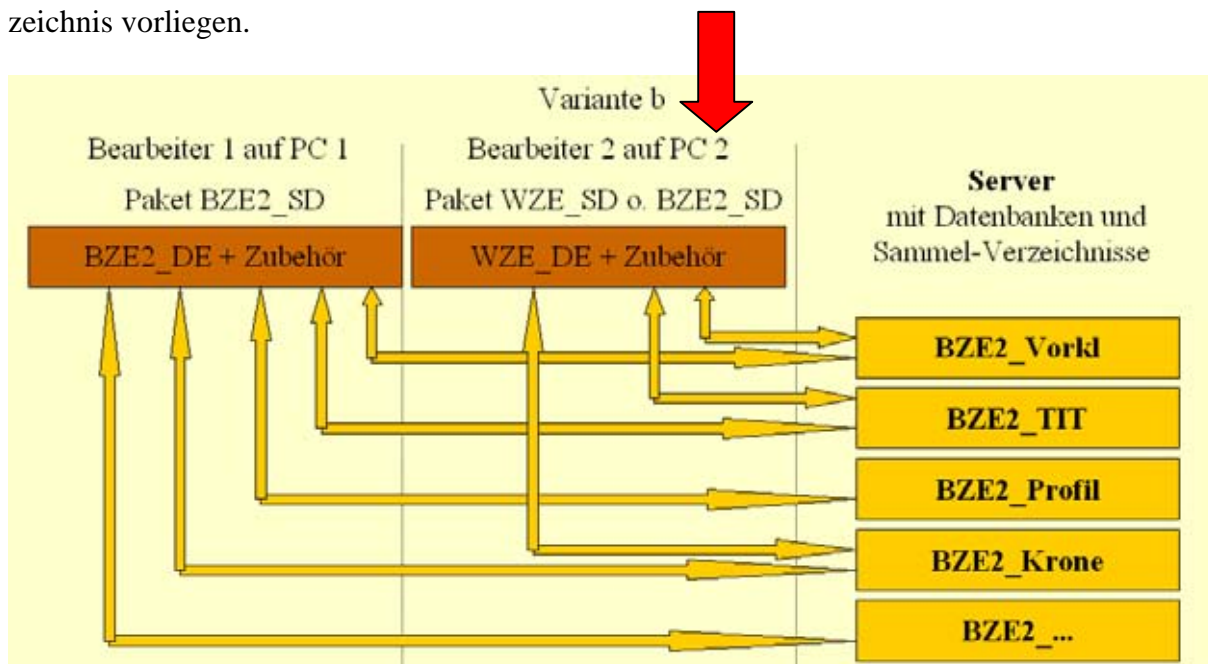 zeichnis vorliegen.
Variante b
Bearbeiter 1 auf PC 1
Paket BZE2_SD
BZE2_DE + Zubehör
Bearbeiter 2 auf PC 2
Paket WZE_SD o. BZE2_SD
WZE_DE + Zubehör
Server
mit Datenbanken und
Sammel-Verzeichnisse
BZE2_Vorkl
BZE2_TIT
BZE2_Profil
BZE2_Krone
BZE2_...